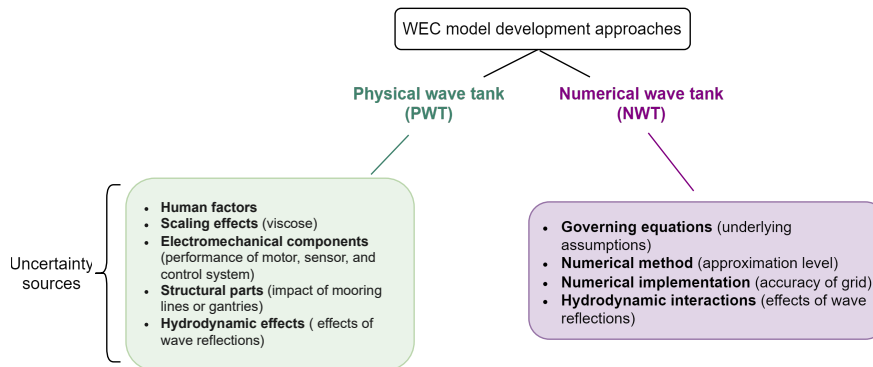 WEC model development approaches
Physical wave tank
(PWT)
Numerical wave tank
(NWT)
Uncertainty
sources
• Human factors
• Scaling effects (viscose)
• Electromechanical components
(performance of motor, sensor, and
control system)
• Structural parts (impact of mooring
lines or gantries)
• Hydrodynamic effects ( effects of
wave reflections)
• Governing equations (underlying
assumptions)
• Numerical method (approximation level)
• Numerical implementation (accuracy of grid)
• Hydrodynamic interactions (effects of wave
reflections)